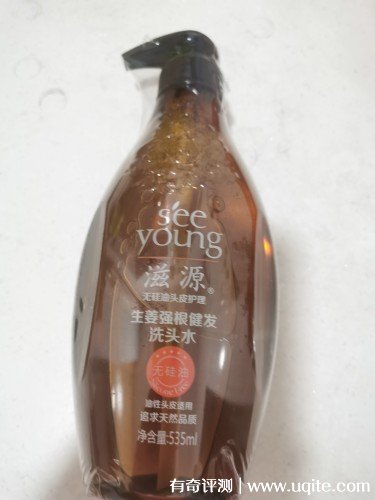 see
young
滋源®
无硅油头皮护理
生姜强根健发
洗头水
无硅油
Silicone Free
油性头皮适用
追求天然品质
净含量:535ml
有奇评测 | www.uqite.com